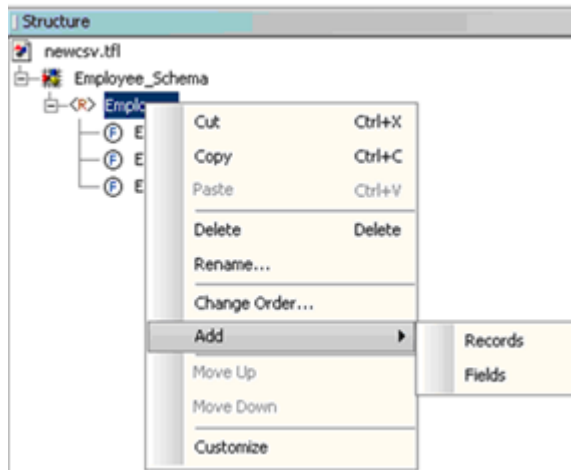 Structure
newcsv.tfl
Employee_Schema
<R> Emplo
F E
F E
F E
Cut Ctrl+X
Copy Ctrl+C
Paste Ctrl+V
Delete Delete
Rename...
Change Order...
Add
Records
Fields
Move Up
Move Down
Customize